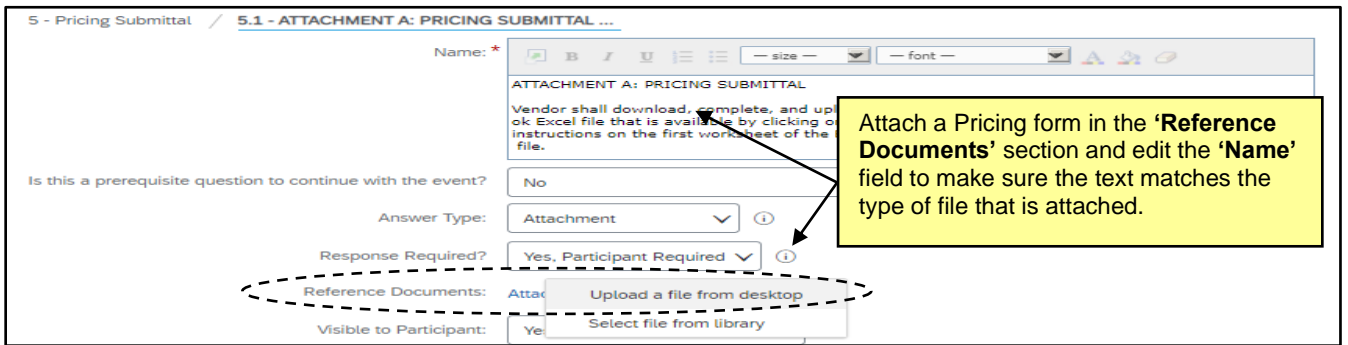 5 - Pricing Submittal / 5.1 - ATTACHMENT A: PRICING SUBMITTAL ...
Name: *
B I U — size — — font — A
ATTACHMENT A: PRICING SUBMITTAL
Vendor shall download, complete, and upl
ok Excel file that is available by clicking o
instructions on the first worksheet of the
file.
Attach a Pricing form in the ‘Reference
Documents’ section and edit the ‘Name’
field to make sure the text matches the
type of file that is attached.
Is this a prerequisite question to continue with the event? No
Answer Type: Attachment
Response Required? Yes, Participant Required
Reference Documents: Attac Upload a file from desktop
Select file from library
Visible to Participant: Ye